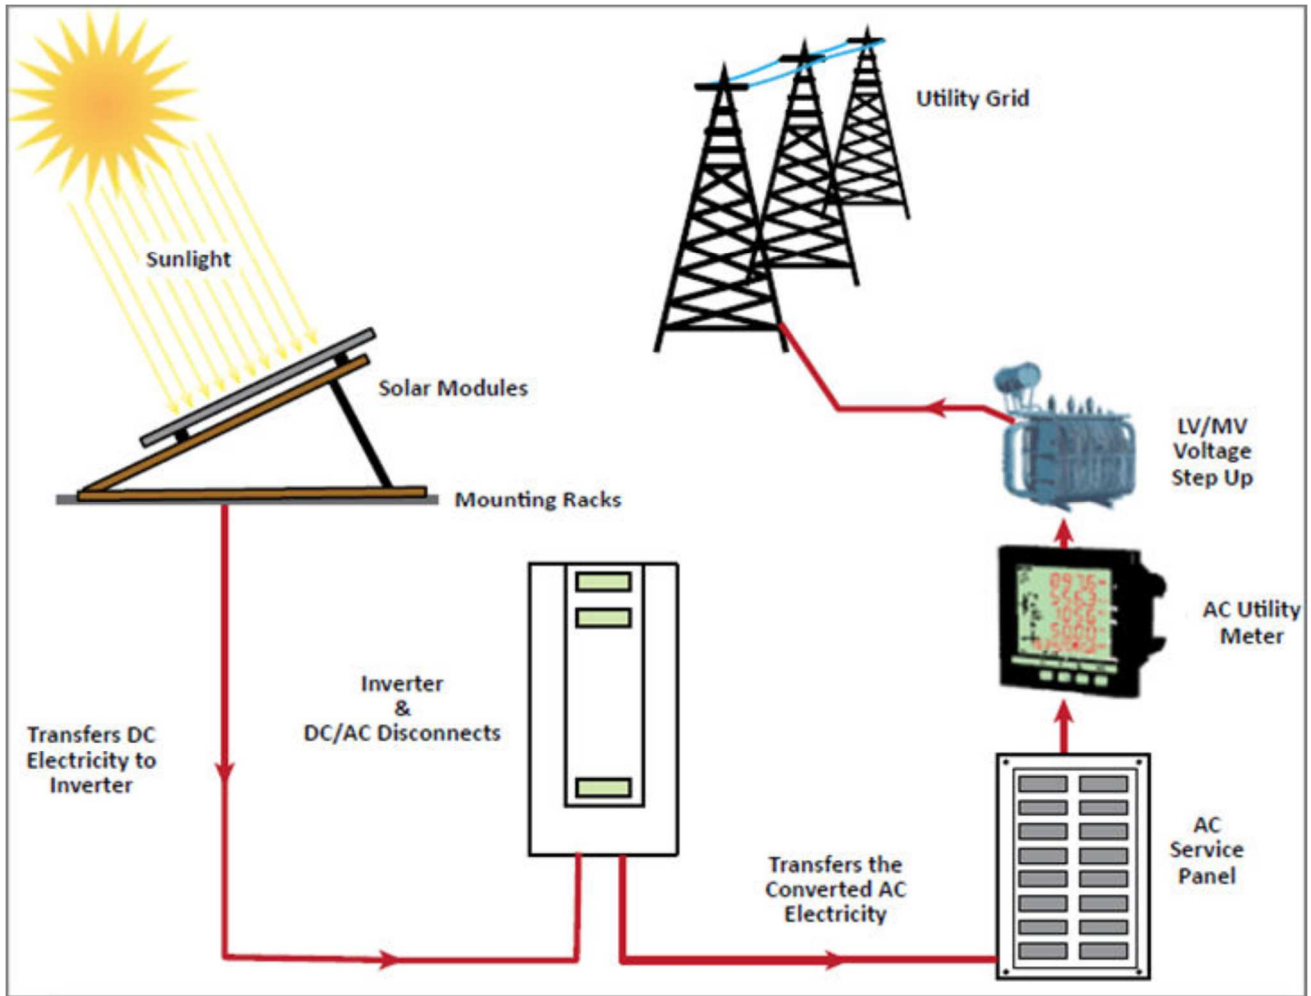 Utility Grid
Sunlight
Solar Modules
Mounting Racks
LV/MV
Voltage
Step Up
AC Utility
Meter
Inverter
&
DC/AC Disconnects
Transfers DC
Electricity to
Inverter
Transfers the
Converted AC
Electricity
AC
Service
Panel